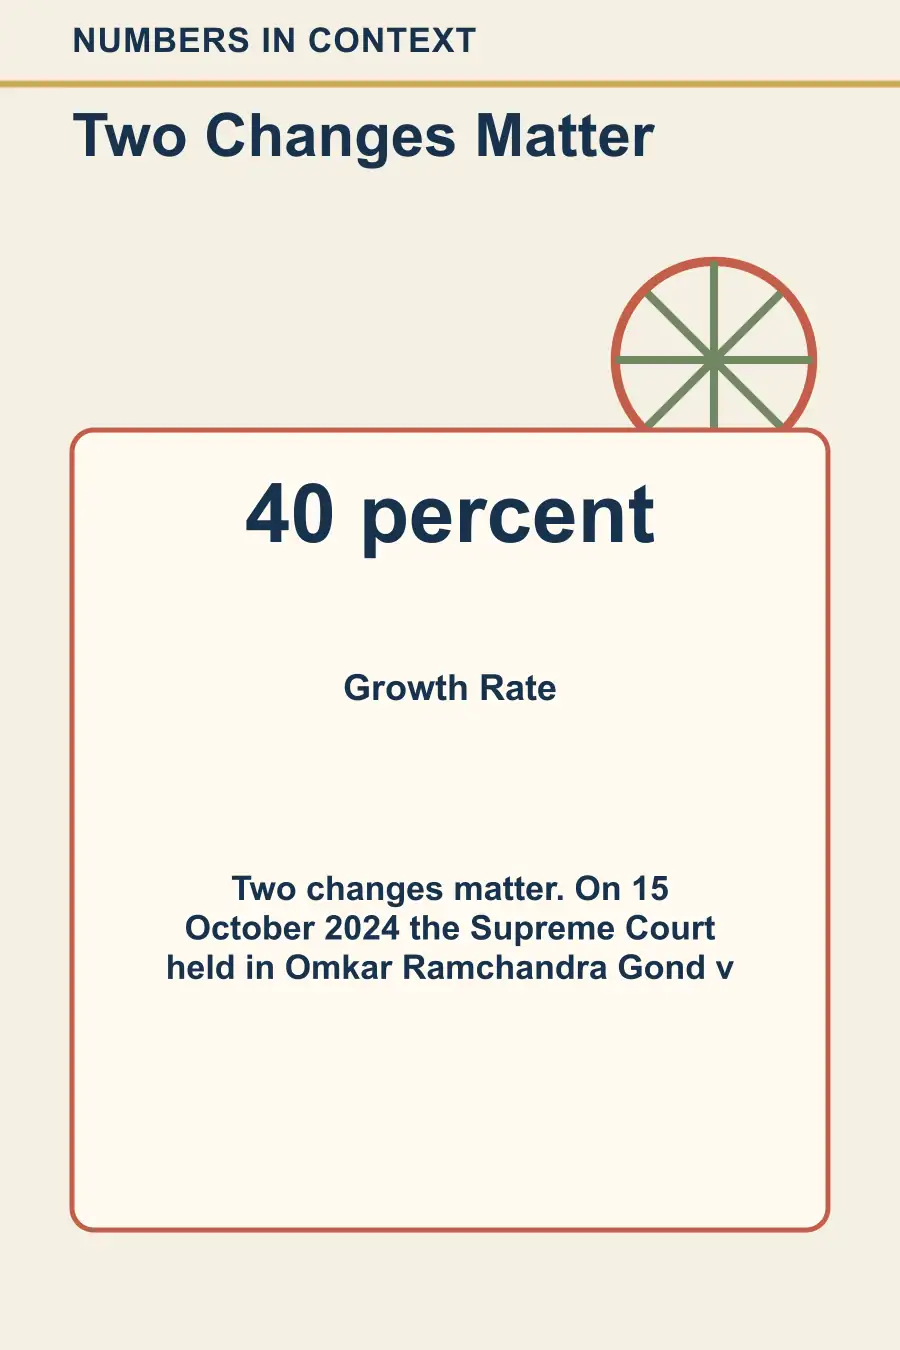 NUMBERS IN CONTEXT
Two Changes Matter
40 percent
Growth Rate
Two changes matter. On 15
October 2024 the Supreme Court
held in Omkar Ramchandra Gond v